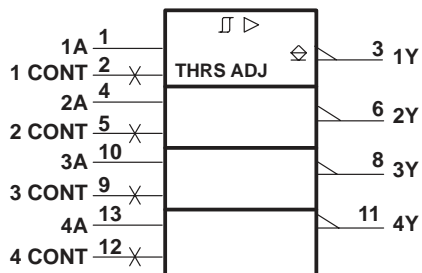 1A 1 3 1Y
1 CONT 2 THRS ADJ
2A 4 6 2Y
2 CONT 5
3A 10 8 3Y
3 CONT 9
4A 13 11 4Y
4 CONT 12